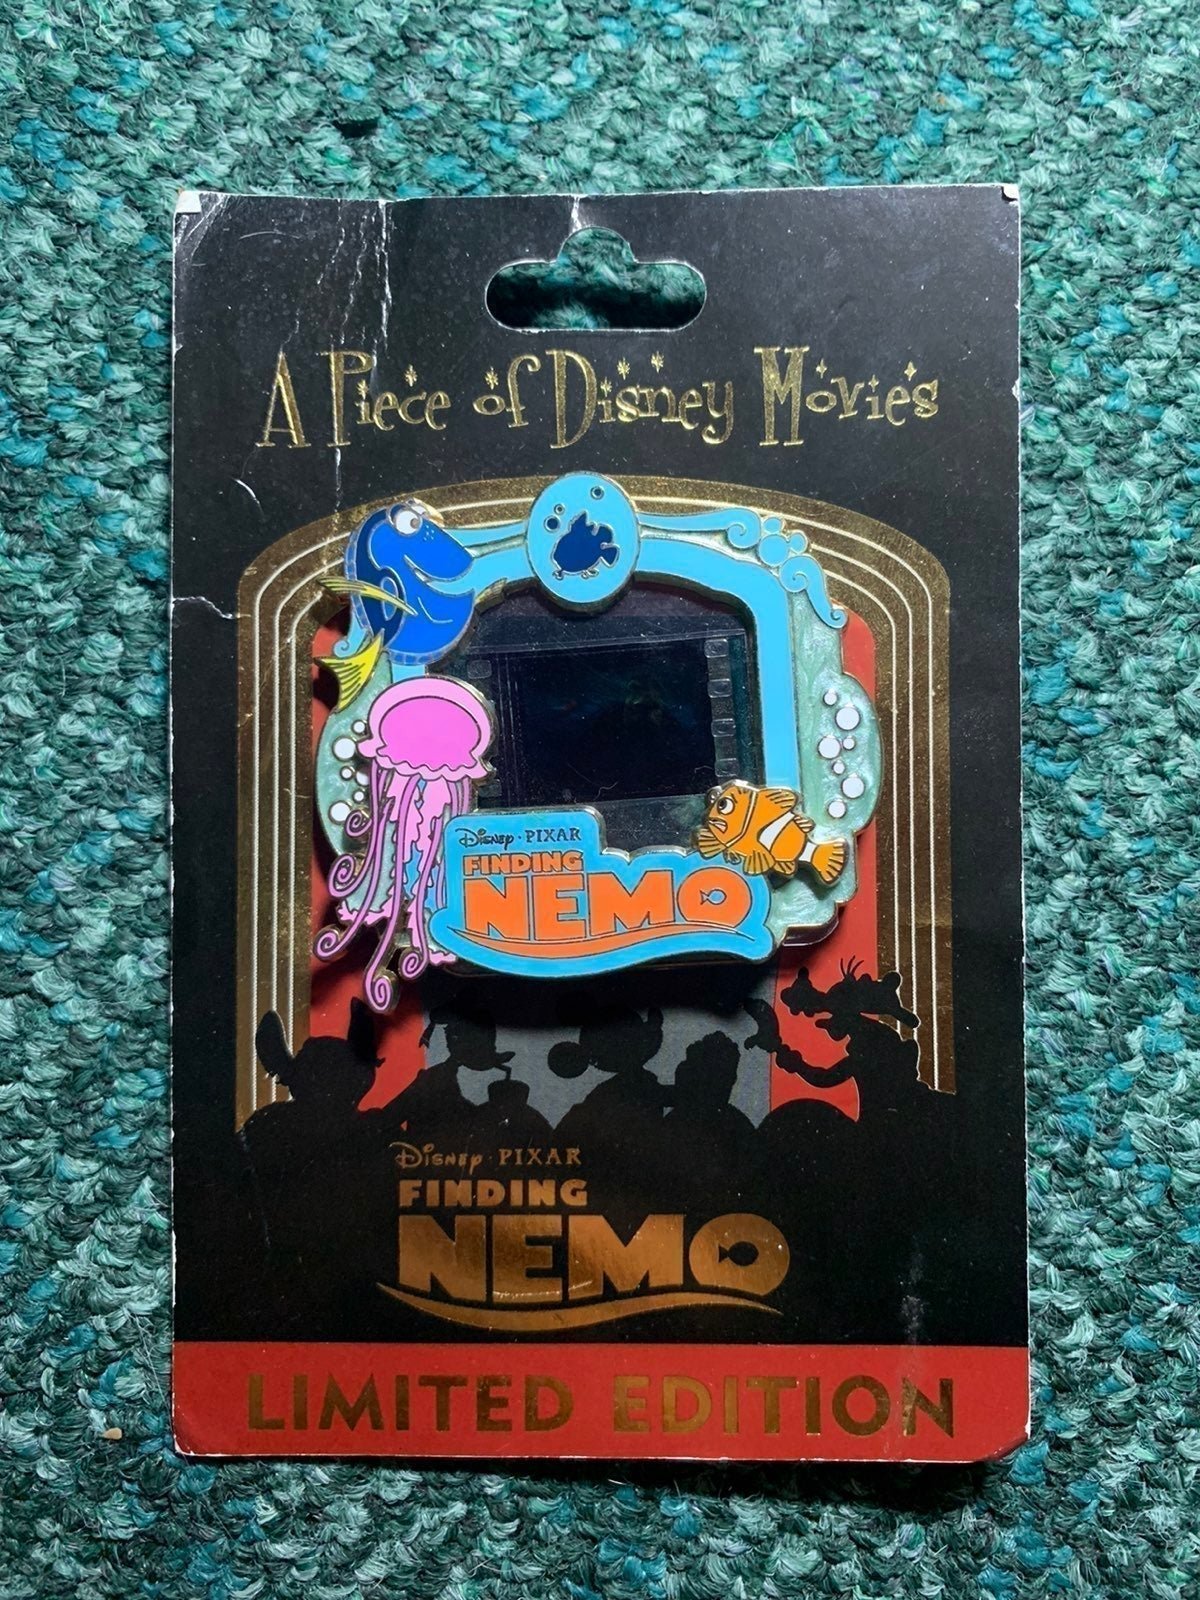 A Piece of Disney Movies
Disney · PIXAR
FINDING
NEMO
Disney · PIXAR
FINDING
NEMO
LIMITED EDITION